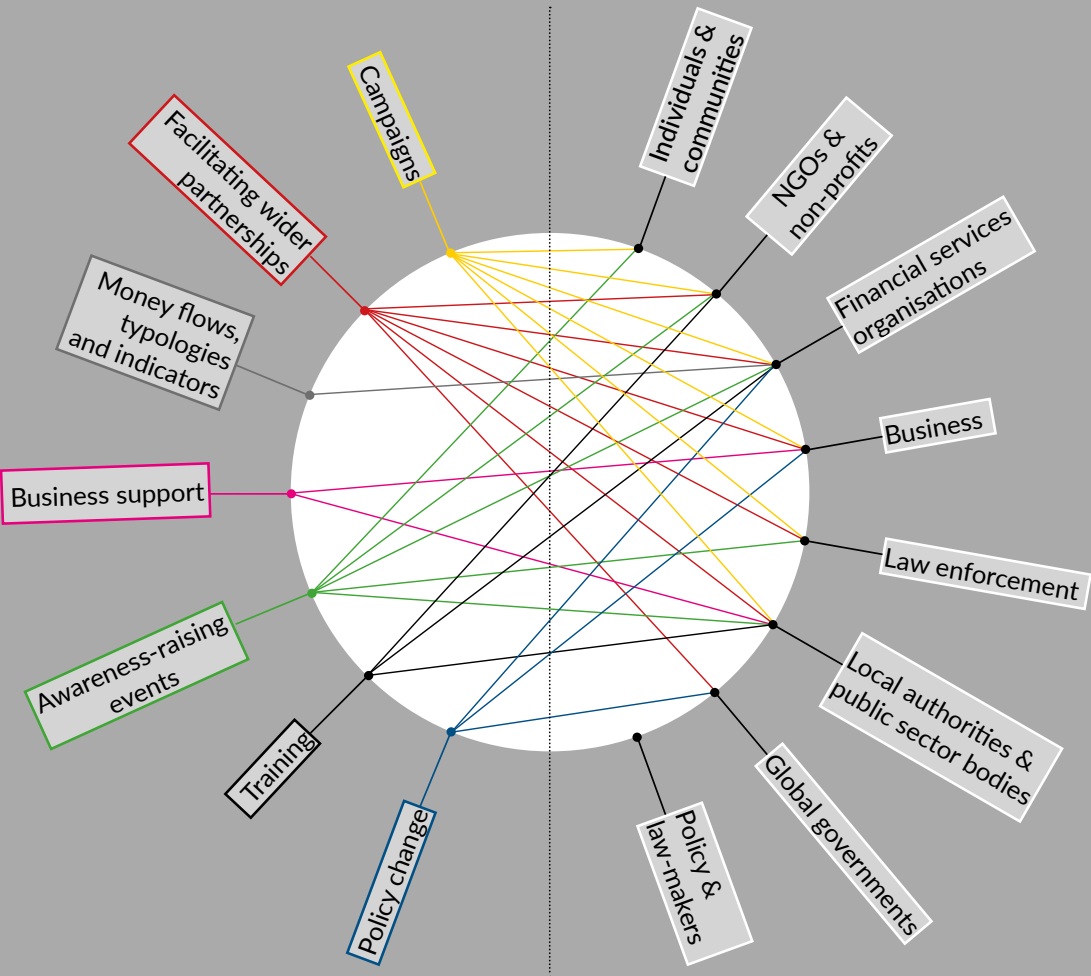 Campaigns
Facilitating wider
partnerships
Money flows,
typologies
and indicators
Business support
Awareness-raising
events
Training
Policy change
Individuals &
communities
NGOs &
non-profits
Financial services
organisations
Business
Law enforcement
Local authorities &
public sector bodies
Global governments
Policy &
law-makers